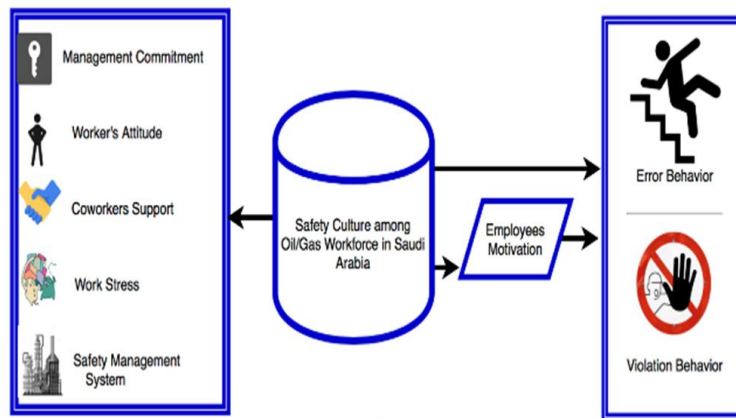 Management Commitment
Worker's Attitude
Coworkers Support
Work Stress
Safety Management
System
Safety Culture among
Oil/Gas Workforce in Saudi
Arabia
Employees
Motivation
Error Behavior
Violation Behavior